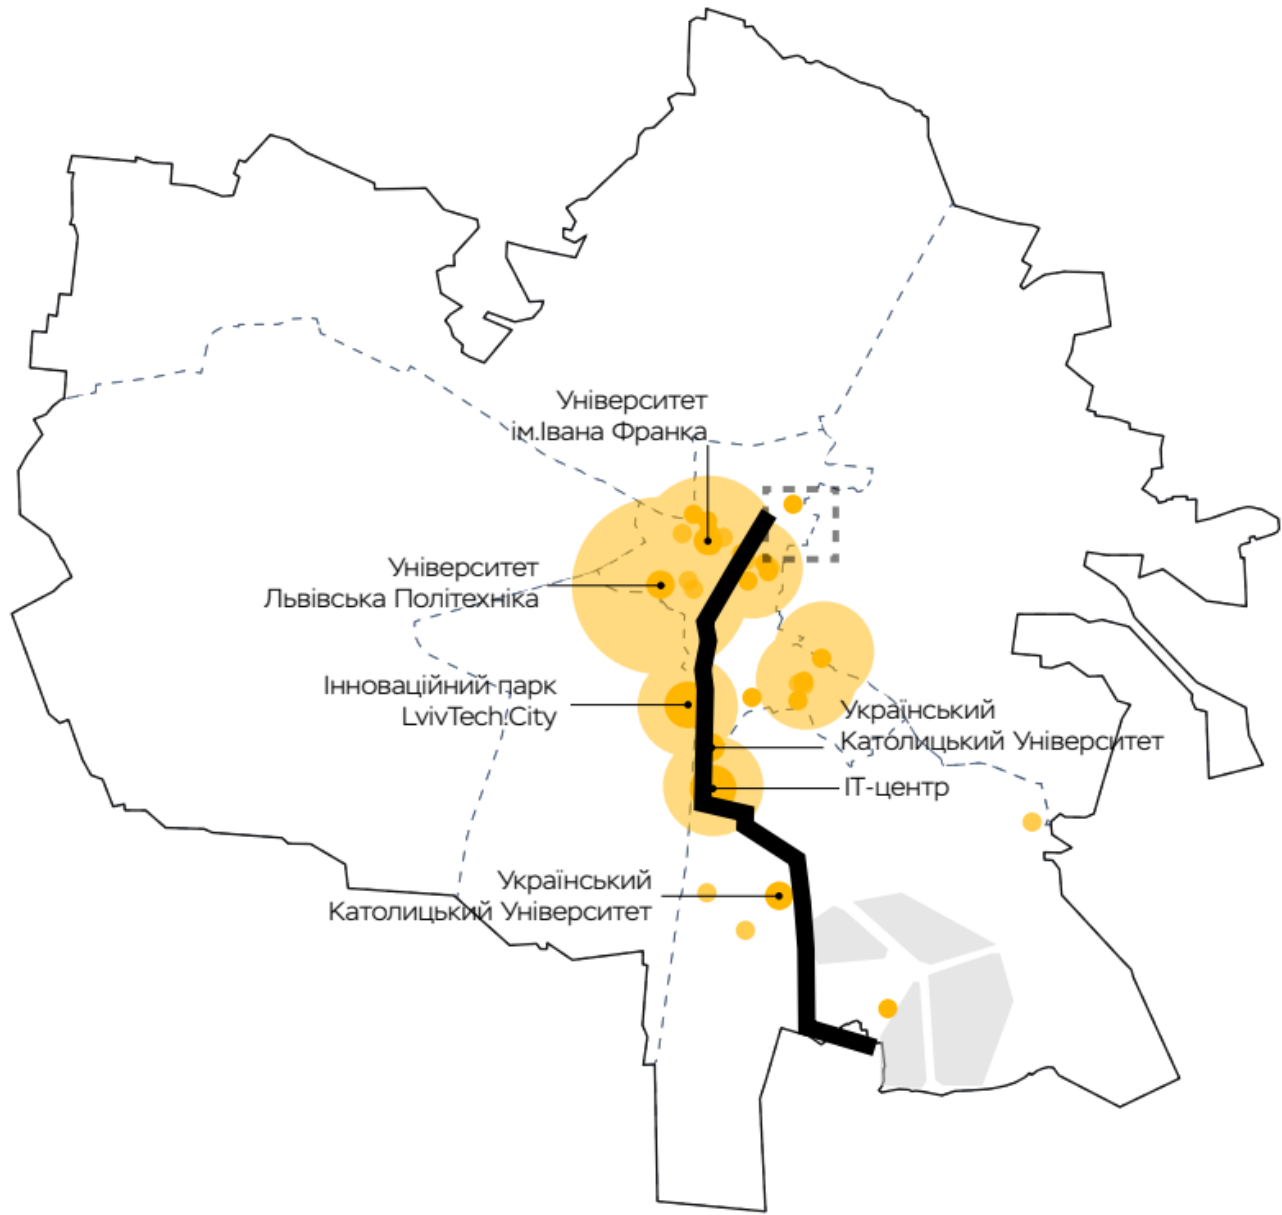 Університет
ім.Івана Франка
Університет
Львівська Політехніка
Інноваційний парк
LvivTech.City
Український
Католицький Університет
ІТ-центр
Український
Католицький Університет